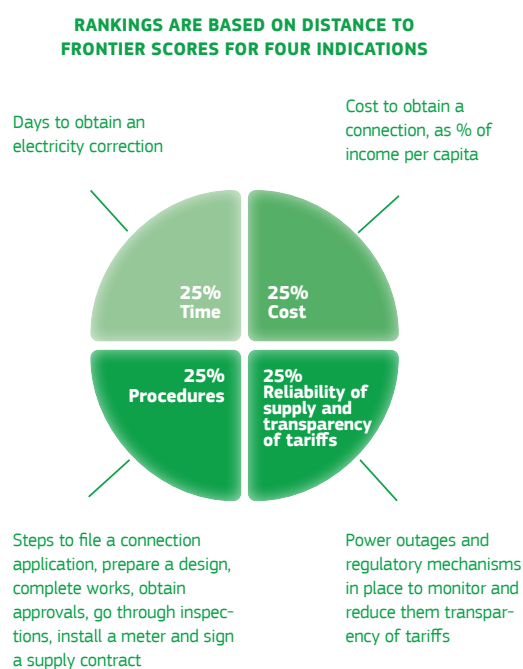 RANKINGS ARE BASED ON DISTANCE TO
FRONTIER SCORES FOR FOUR INDICATIONS
Days to obtain an
electricity correction
Cost to obtain a
connection, as % of
income per capita
25%
Time
25%
Cost
25%
Procedures
25%
Reliability of
supply and
transparency
of tariffs
Steps to file a connection
application, prepare a design,
complete works, obtain
approvals, go through inspec-
tions, install a meter and sign
a supply contract
Power outages and
regulatory mechanisms
in place to monitor and
reduce them transpar-
ency of tariffs